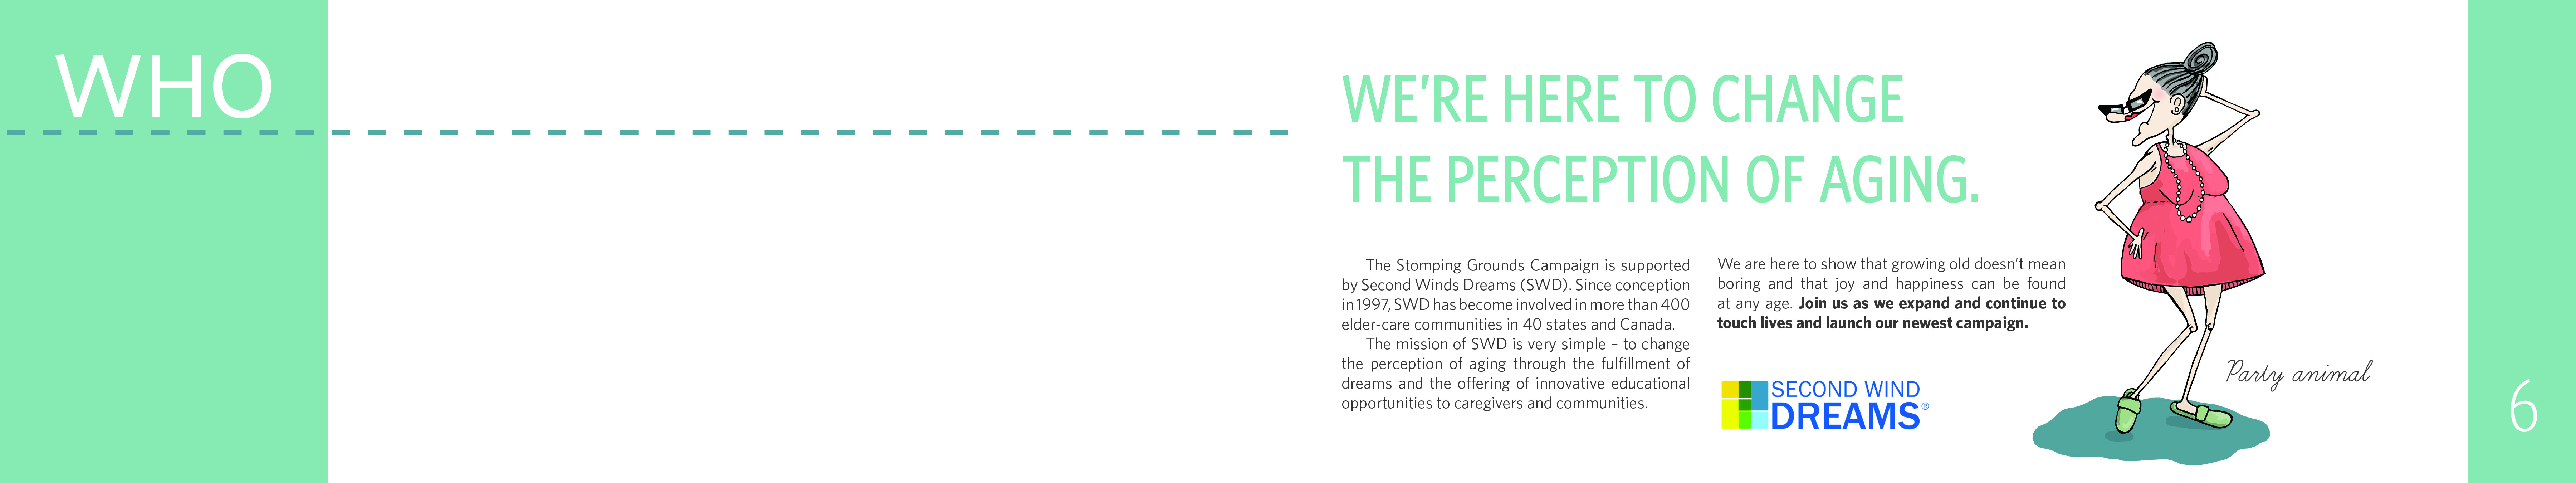 WHO
WE’RE HERE TO CHANGE
THE PERCEPTION OF AGING.
The Stomping Grounds Campaign is supported
by Second Winds Dreams (SWD). Since conception
in 1997, SWD has become involved in more than 400
elder-care communities in 40 states and Canada.
The mission of SWD is very simple – to change
the perception of aging through the fulfillment of
dreams and the offering of innovative educational
opportunities to caregivers and communities.
We are here to show that growing old doesn’t mean
boring and that joy and happiness can be found
at any age. Join us as we expand and continue to
touch lives and launch our newest campaign.
SECOND WIND
DREAMS®
Party animal
6